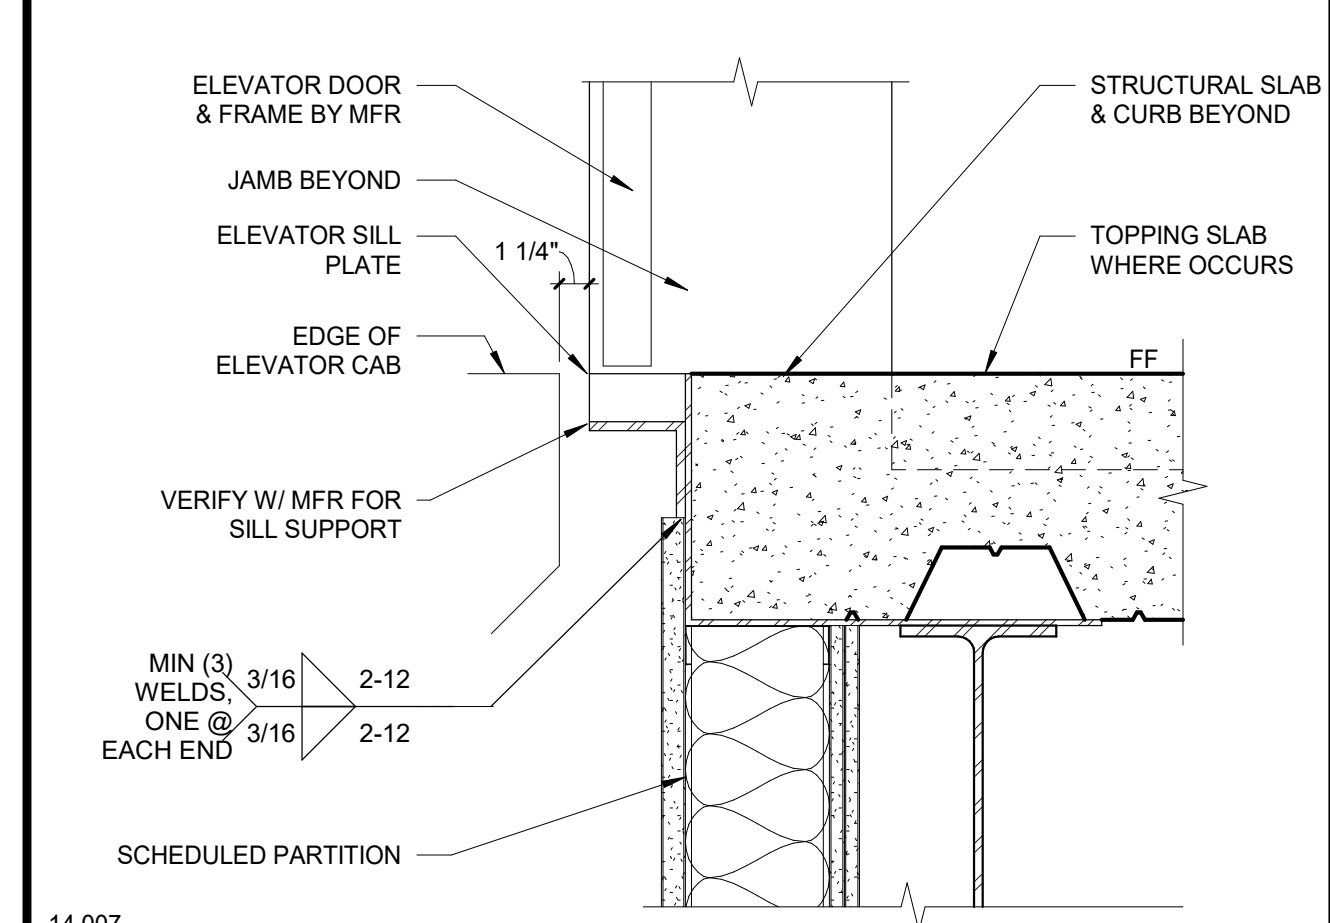 ELEVATOR DOOR
& FRAME BY MFR
JAMB BEYOND
ELEVATOR SILL
PLATE
1 1/4"
EDGE OF
ELEVATOR CAB
VERIFY W/ MFR FOR
SILL SUPPORT
MIN (3)
WELDS,
ONE @
EACH END
3/16
2-12
3/16
2-12
SCHEDULED PARTITION
STRUCTURAL SLAB
& CURB BEYOND
TOPPING SLAB
WHERE OCCURS
FF
14.007